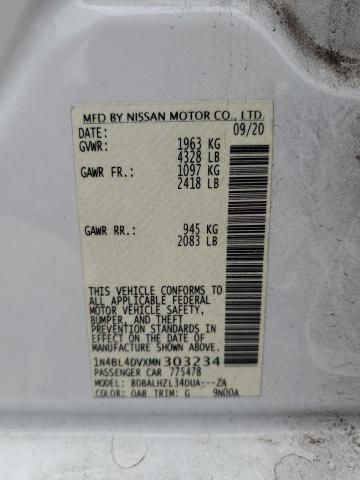 MFD BY NISSAN MOTOR CO., LTD.
DATE: 09/20
GVWR: 1963 KG
4328 LB
GAWR FR.: 1097 KG
2418 LB
GAWR RR.: 945 KG
2083 LB
THIS VEHICLE CONFORMS TO
ALL APPLICABLE FEDERAL
MOTOR VEHICLE SAFETY,
BUMPER, AND THEFT
PREVENTION STANDARDS IN
EFFECT ON THE DATE OF
MANUFACTURE SHOWN ABOVE.
1N4BL4DVXMN303234
PASSENGER CAR 775478
MODEL: BDBALHZL34DUA---ZA
COLOR: QAB TRIM: G 9N00A